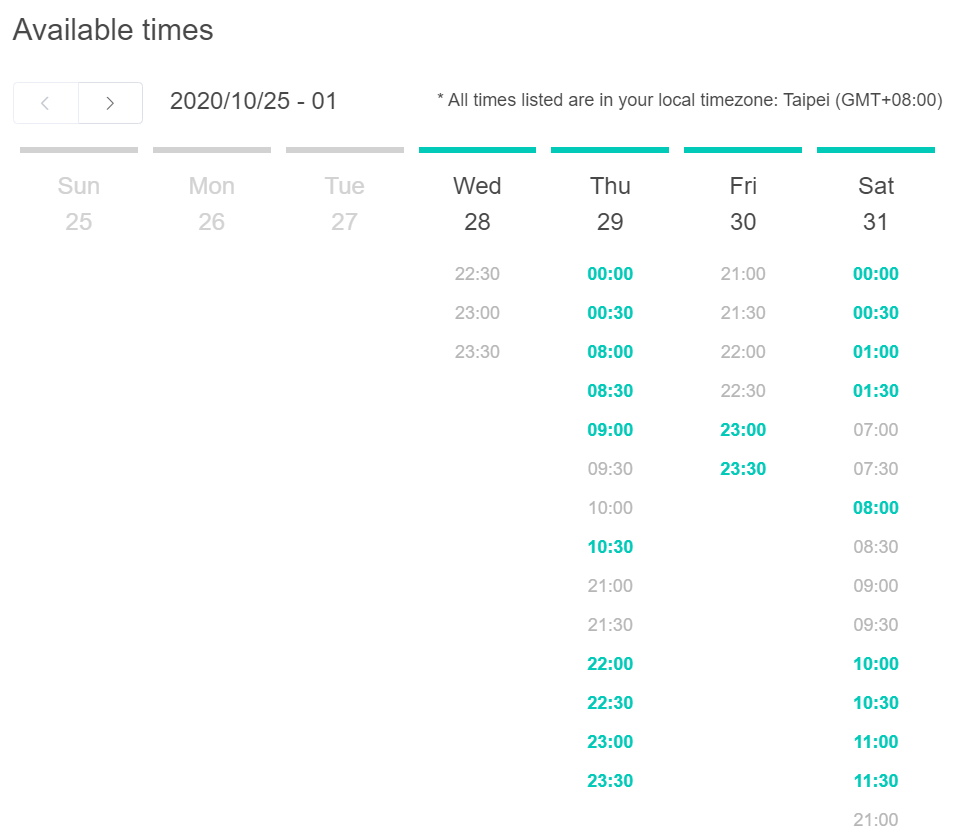 Available times
2020/10/25 - 01
* All times listed are in your local timezone: Taipei (GMT+08:00)
Sun Mon Tue Wed Thu Fri Sat
25 26 27 28 29 30 31
22:30 00:00 21:00 00:00
23:00 00:30 21:30 00:30
23:30 08:00 22:00 01:00
08:30 22:30 01:30
09:00 23:00 07:00
09:30 23:30 07:30
10:00 08:00
10:30 08:30
21:00 09:00
21:30 09:30
22:00 10:00
22:30 10:30
23:00 11:00
23:30 11:30
21:00